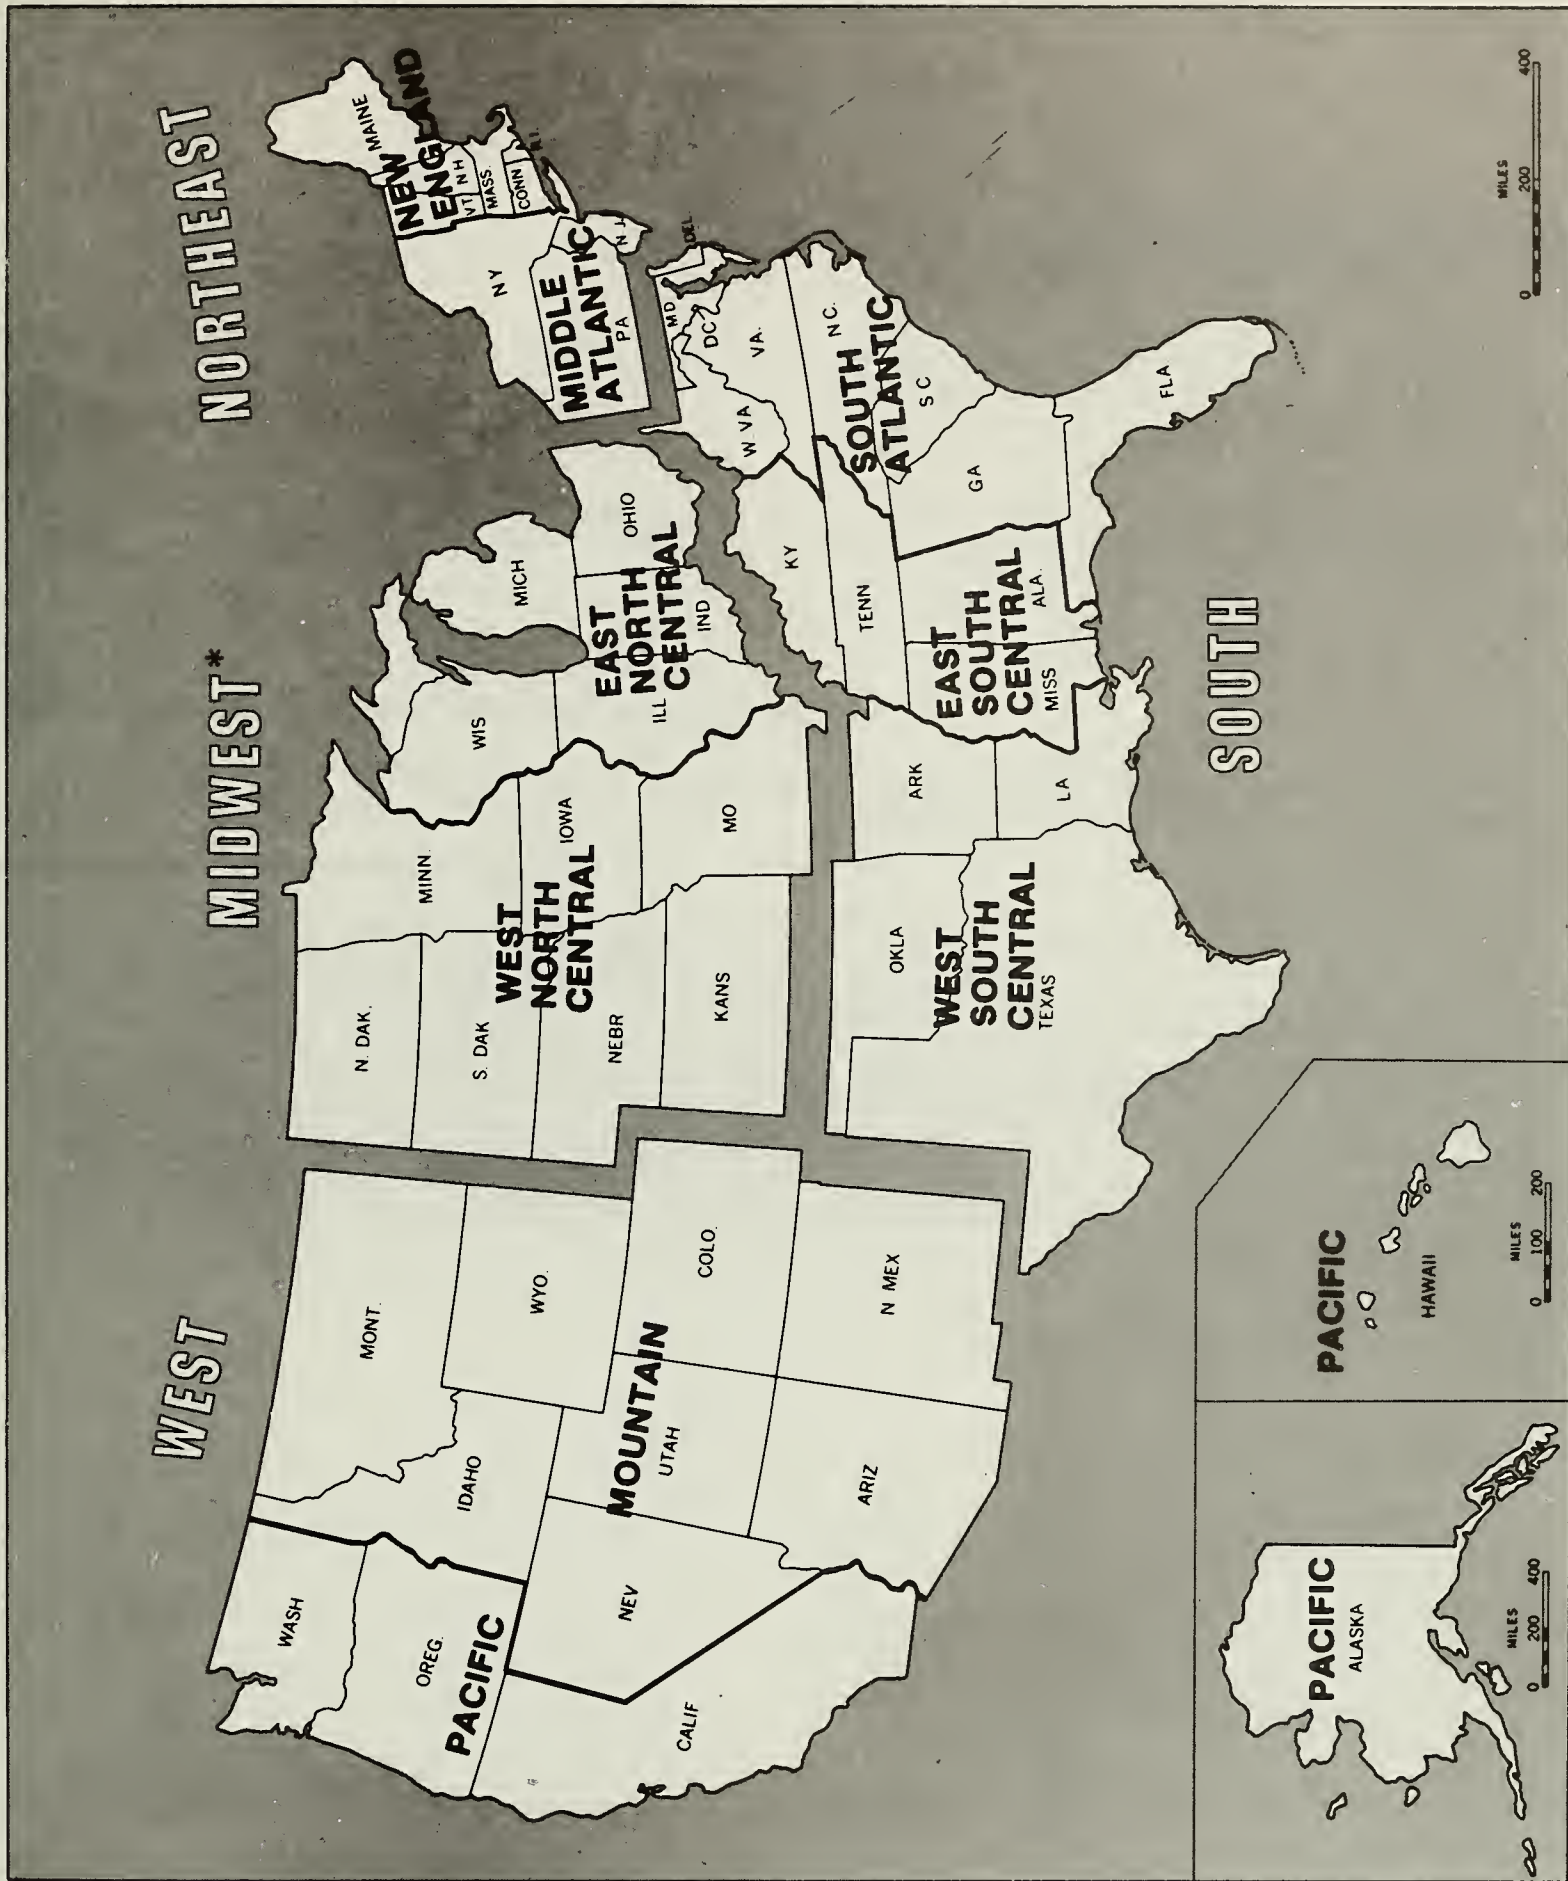 WEST
MIDWEST*
NORTHEAST
SOUTH
PACIFIC
WASH
OREG.
CALIF
MOUNTAIN
MONT.
IDAHO
WYO.
NEV
UTAH
COLO.
ARIZ
N MEX
WEST
NORTH
CENTRAL
N. DAK.
S. DAK
NEBR
KANS
MINN.
IOWA
MO
EAST
NORTH
CENTRAL
WIS
MICH
ILL
IND
OHIO
NEW
ENGLAND
MAINE
VT
N H
MASS.
CONN
R.I.
MIDDLE
ATLANTIC
NY
PA
N J
WEST
SOUTH
CENTRAL
OKLA
TEXAS
ARK
LA
EAST
SOUTH
CENTRAL
KY
TENN
MISS
ALA.
SOUTH
ATLANTIC
DEL
MD
DC
W VA
VA.
N C.
S C
GA
FLA
PACIFIC
ALASKA
MILES
0 200 400
PACIFIC
HAWAII
MILES
0 100 200
MILES
0 200 400